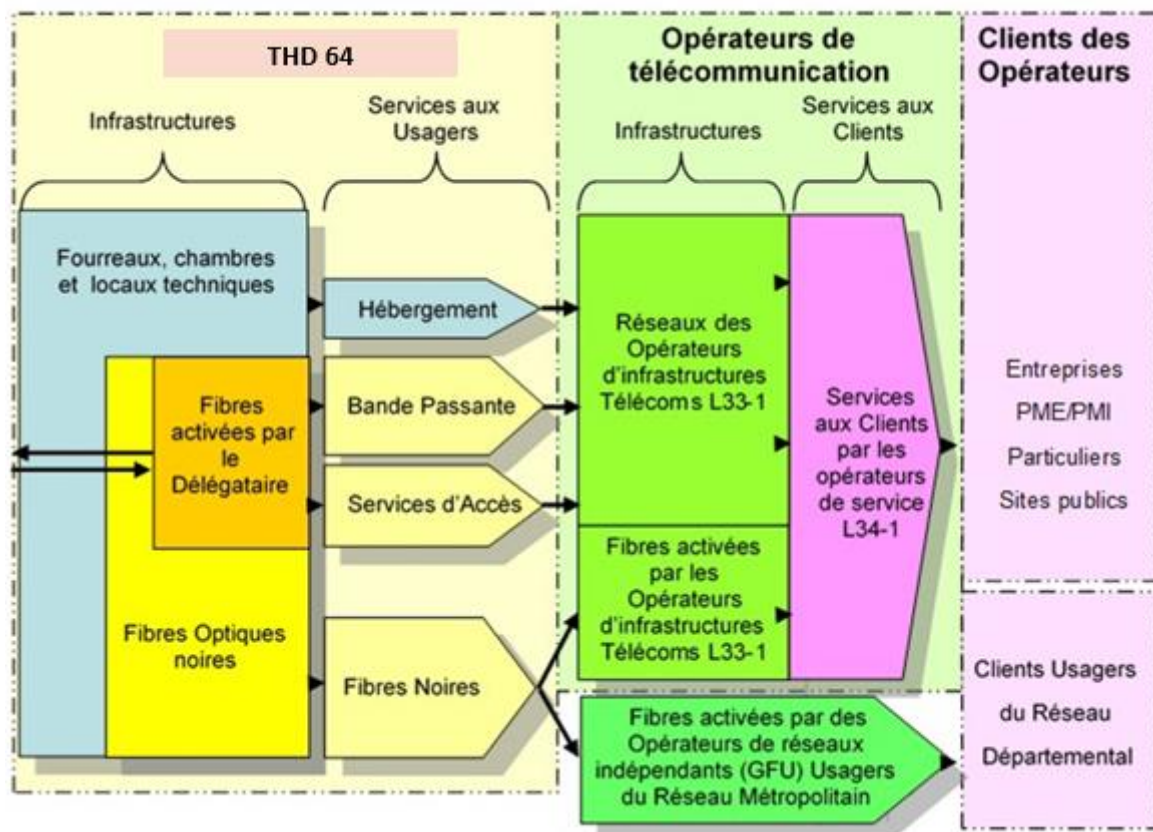 THD 64
Opérateurs de
télécommunication
Clients des
Opérateurs
Infrastructures
Services aux
Usagers
Infrastructures
Services aux
Clients
Fourreaux, chambres
et locaux techniques
Hébergement
Fibres
activées par
le
Délégataire
Bande Passante
Services d'Accès
Fibres Optiques
noires
Fibres Noires
Réseaux des
Opérateurs
d'infrastructures
Télécoms L33-1
Fibres activées
par les
Opérateurs
d'infrastructures
Télécoms L33-1
Services
aux Clients
par les
opérateurs
de service
L34-1
Fibres activées par des
Opérateurs de réseaux
indépendants (GFU) Usagers
du Réseau Métropolitain
Entreprises
PME/PMI
Particuliers
Sites publics
Clients Usagers
du Réseau
Départemental